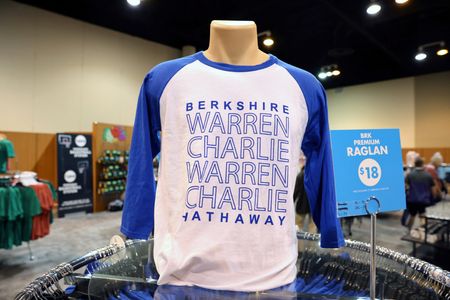 BERKSHIRE
WARREN
CHARLIE
WARREN
CHARLIE
HATHAWAY
BRK
PREMIUM
RAGLAN
$18